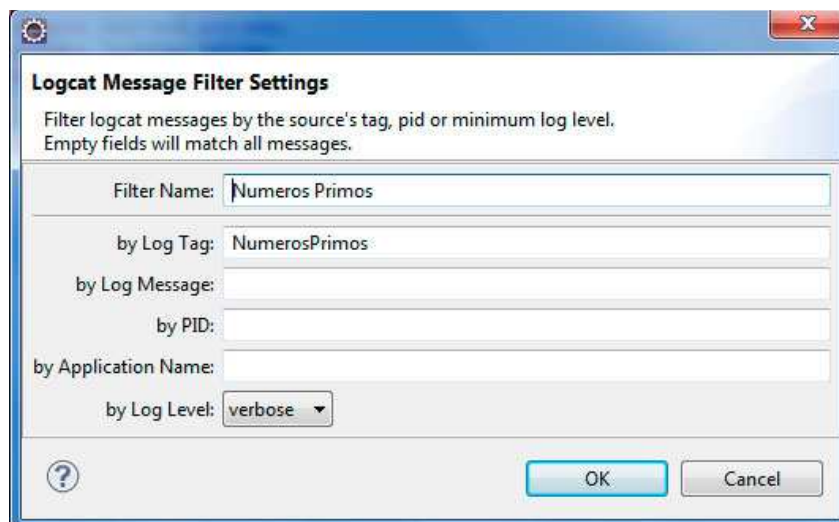 Logcat Message Filter Settings
Filter logcat messages by the source's tag, pid or minimum log level.
Empty fields will match all messages.
Filter Name: Numeros Primos
by Log Tag: NumerosPrimos
by Log Message:
by PID:
by Application Name:
by Log Level: verbose
? OK Cancel